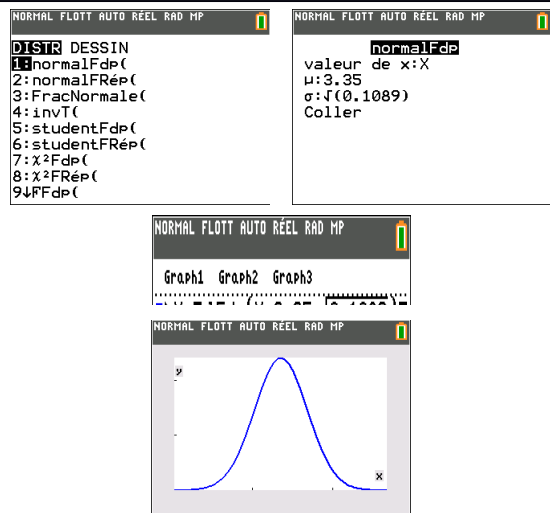 NORMAL FLOTT AUTO RÉEL RAD MP
DISTR DESSIN
1:normalFdp(
2:normalFRép(
3:FracNormale(
4:invT(
5:studentFdp(
6:studentFRép(
7:χ²Fdp(
8:χ²FRép(
9↓FFdp(
NORMAL FLOTT AUTO RÉEL RAD MP
normalFdp
valeur de x:X
μ:3.35
σ:√(0.1089)
Coller
NORMAL FLOTT AUTO RÉEL RAD MP
Graph1 Graph2 Graph3
NORMAL FLOTT AUTO RÉEL RAD MP
y
x